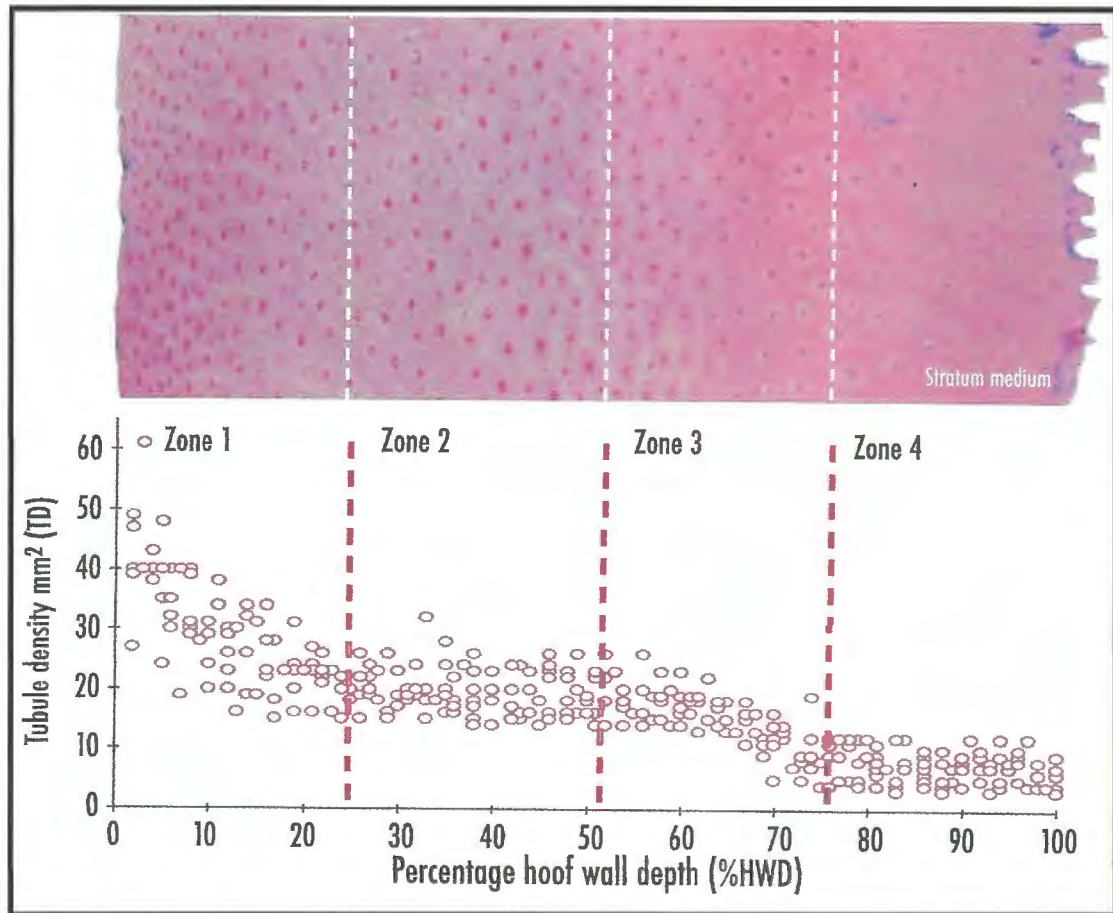 Stratum medium
Zone 1
Zone 2
Zone 3
Zone 4
60
50
40
30
20
10
0
Tubule density mm² (TD)
0 10 20 30 40 50 60 70 80 90 100
Percentage hoof wall depth (%HWD)